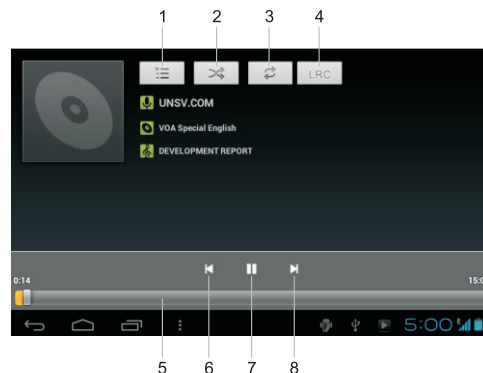 1 2 3 4
LRC
UNSV.COM
VOA Special English
DEVELOPMENT REPORT
0:14 15:0
5:00
5 6 7 8